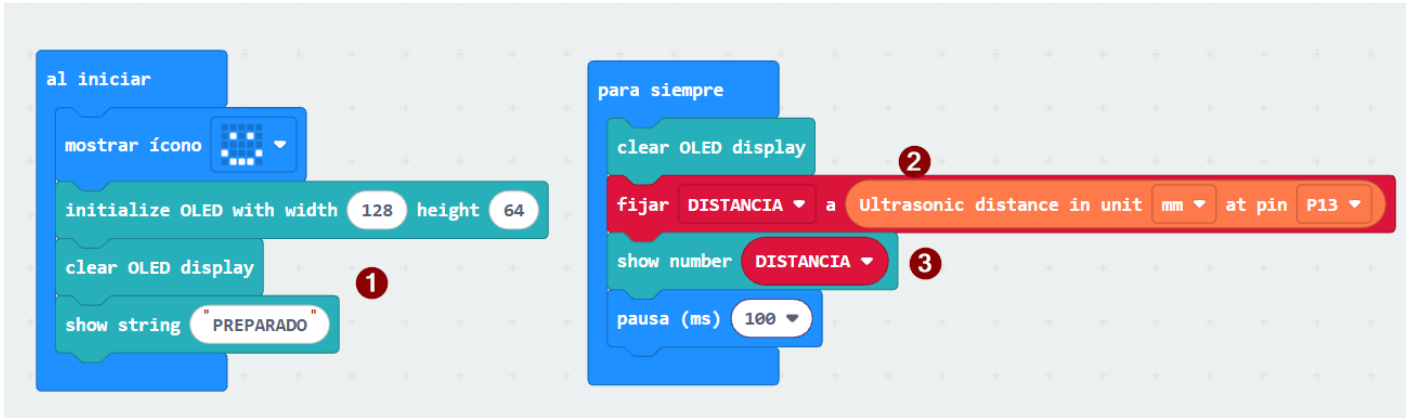 al iniciar
mostrar ícono
initialize OLED with width 128 height 64
clear OLED display
1
show string "PREPARADO"
para siempre
clear OLED display
2
fijar DISTANCIA a Ultrasonic distance in unit mm at pin P13
show number DISTANCIA 3
pausa (ms) 100